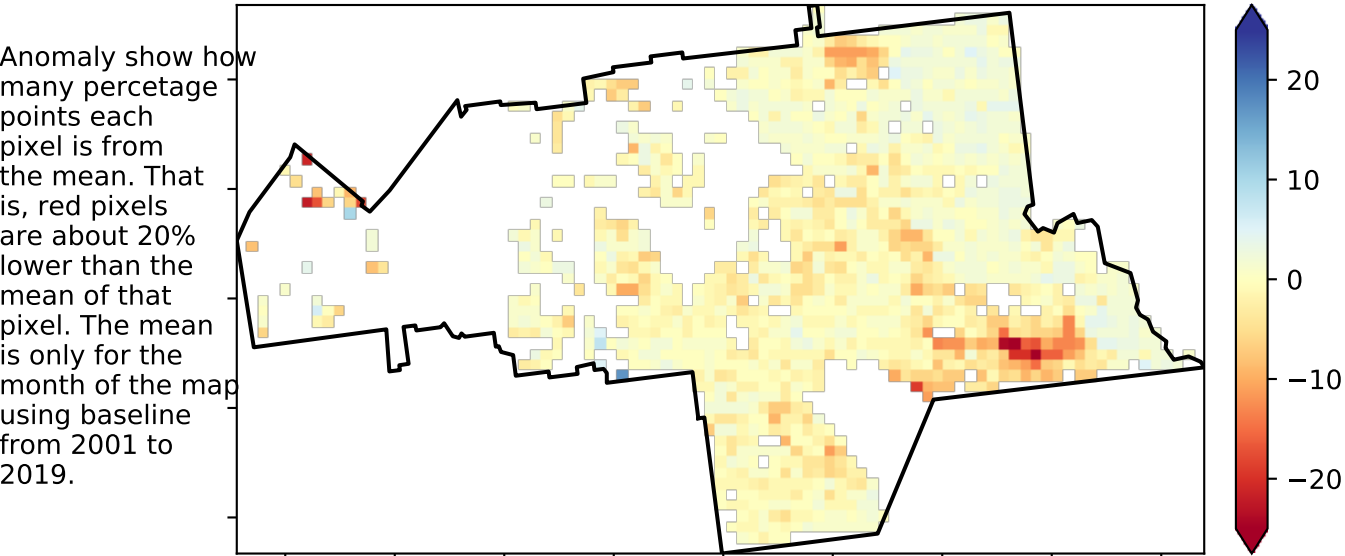 Anomaly show how
many percetage
points each
pixel is from
the mean. That
is, red pixels
are about 20%
lower than the
mean of that
pixel. The mean
is only for the
month of the map
using baseline
from 2001 to
2019.
20
10
0
−10
−20